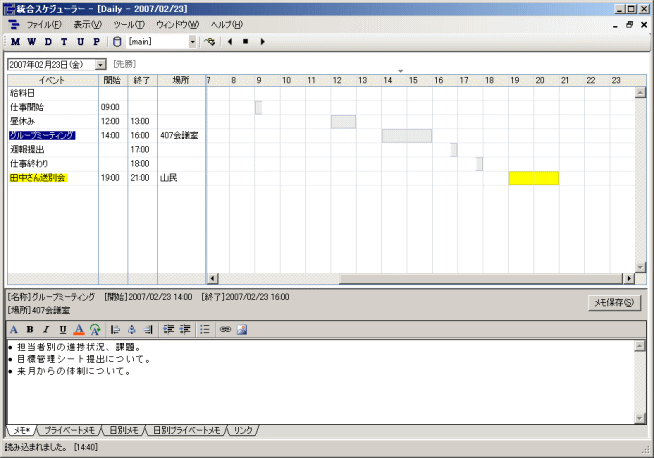 統合スケジューラー - [Daily - 2007/02/23]
ファイル(F) 表示(V) ツール(T) ウィンドウ(W) ヘルプ(H)
M W D T U P [main]
2007年02月23日(金) [先勝]
イベント 開始 終了 場所 7 8 9 10 11 12 13 14 15 16 17 18 19 20 21 22 23
給料日
仕事開始 09:00
昼休み 12:00 13:00
グループミーティング 14:00 16:00 407会議室
週報提出 17:00
仕事終わり 18:00
田中さん送別会 19:00 21:00 山民
[名称]グループミーティング [開始]2007/02/23 14:00 [終了]2007/02/23 16:00
[場所]407会議室
メモ保存(S)
A B I U A
• 担当者別の進捗状況、課題。
• 目標管理シート提出について。
• 来月からの体制について。
メモ* プライベートメモ 日別メモ 日別プライベートメモ リンク
読み込まれました。 [14:40]